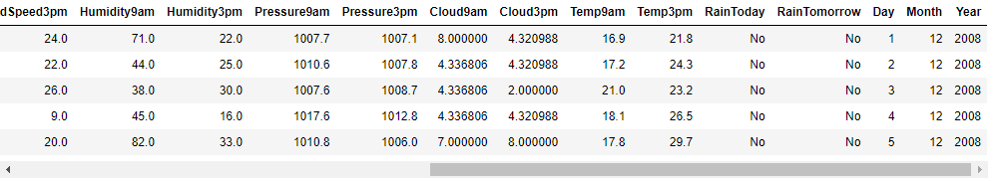 dSpeed3pm Humidity9am Humidity3pm Pressure9am Pressure3pm Cloud9am Cloud3pm Temp9am Temp3pm RainToday RainTomorrow Day Month Year
24.0 71.0 22.0 1007.7 1007.1 8.000000 4.320988 16.9 21.8 No No 1 12 2008
22.0 44.0 25.0 1010.6 1007.8 4.336806 4.320988 17.2 24.3 No No 2 12 2008
26.0 38.0 30.0 1007.6 1008.7 4.336806 2.000000 21.0 23.2 No No 3 12 2008
9.0 45.0 16.0 1017.6 1012.8 4.336806 4.320988 18.1 26.5 No No 4 12 2008
20.0 82.0 33.0 1010.8 1006.0 7.000000 8.000000 17.8 29.7 No No 5 12 2008